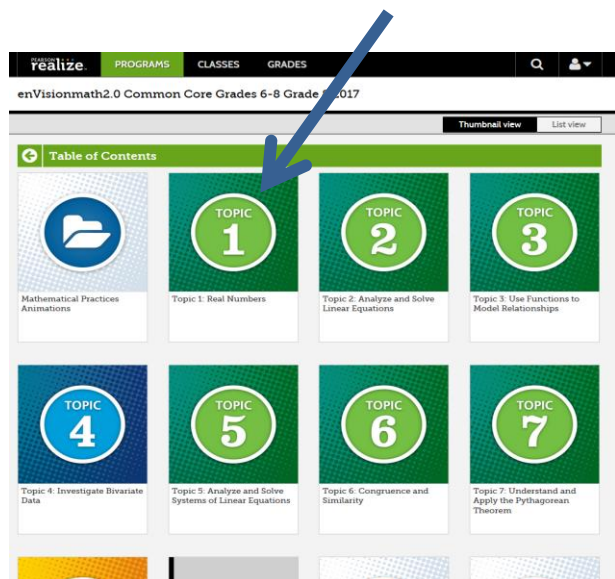 PEARSON
realize. PROGRAMS CLASSES GRADES
enVisionmath2.0 Common Core Grades 6-8 Grade 2017
Thumbnail view List view
Table of Contents
TOPIC
1
TOPIC
2
TOPIC
3
Mathematical Practices
Animations
Topic 1: Real Numbers
Topic 2: Analyze and Solve
Linear Equations
Topic 3: Use Functions to
Model Relationships
TOPIC
4
TOPIC
5
TOPIC
6
TOPIC
7
Topic 4: Investigate Bivariate
Data
Topic 5: Analyze and Solve
Systems of Linear Equations
Topic 6: Congruence and
Similarity
Topic 7: Understand and
Apply the Pythagorean
Theorem